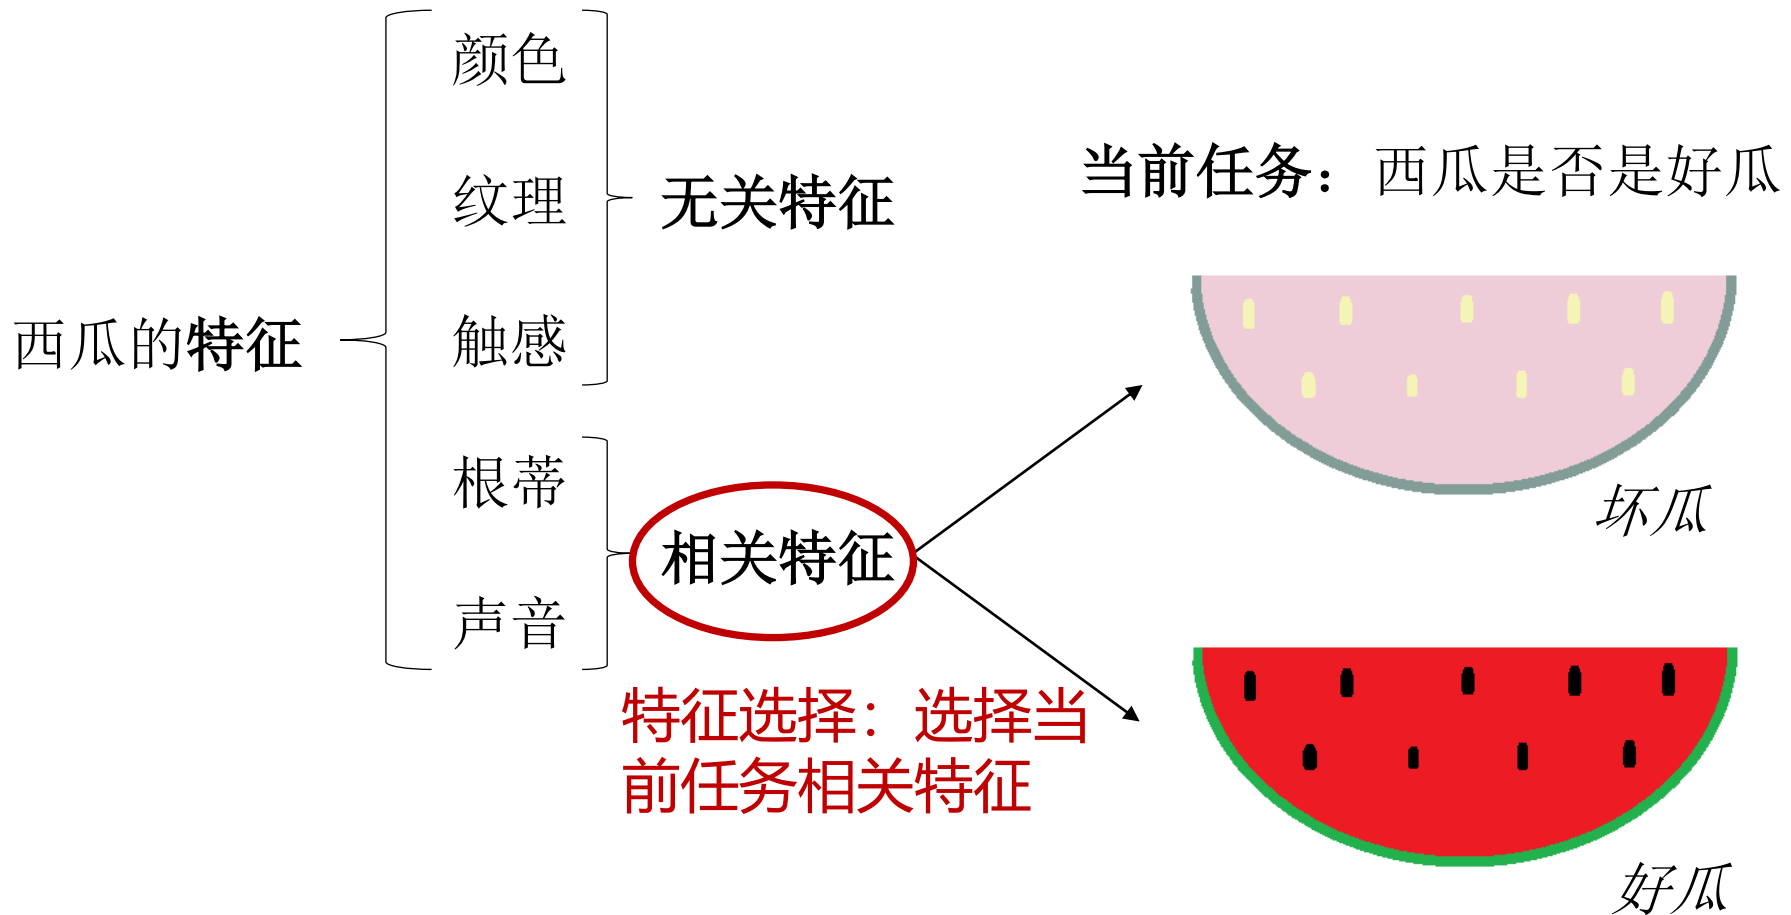 颜色
纹理
触感
根蒂
声音
西瓜的特征
无关特征
相关特征
特征选择：选择当
前任务相关特征
当前任务：西瓜是否是好瓜
坏瓜
好瓜